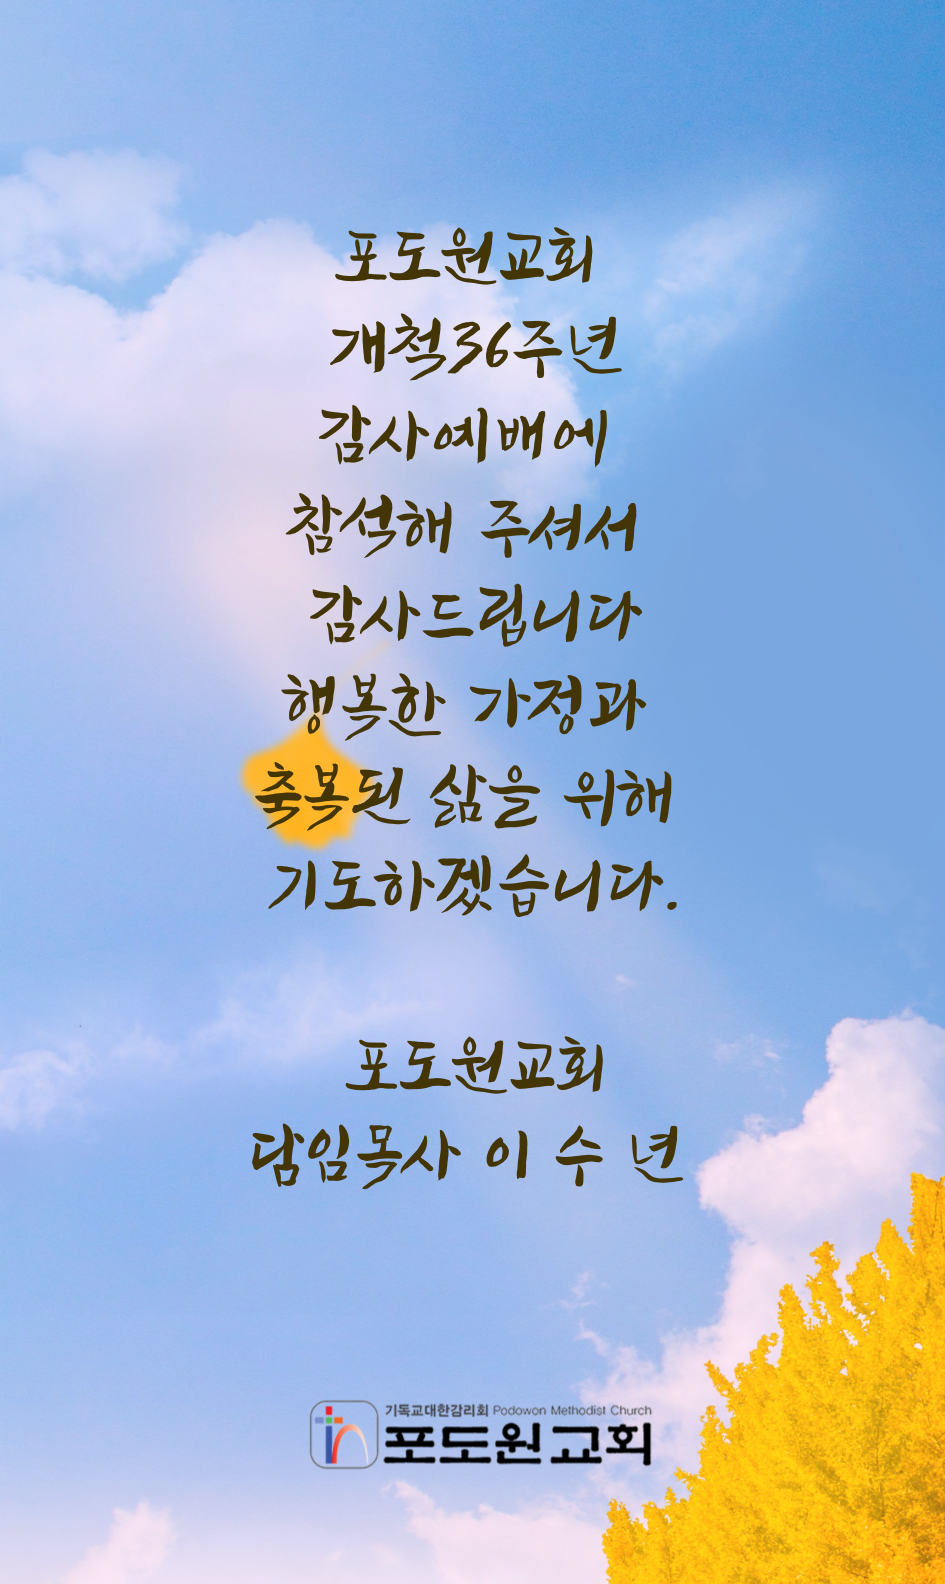 포도원교회
개척36주년
감사예배에
참석해 주셔서
감사드립니다
행복한 가정과
축복된 삶을 위해
기도하겠습니다.
포도원교회
담임목사 이 수 년
기독교대한감리회 Podowon Methodist Church
포도원교회